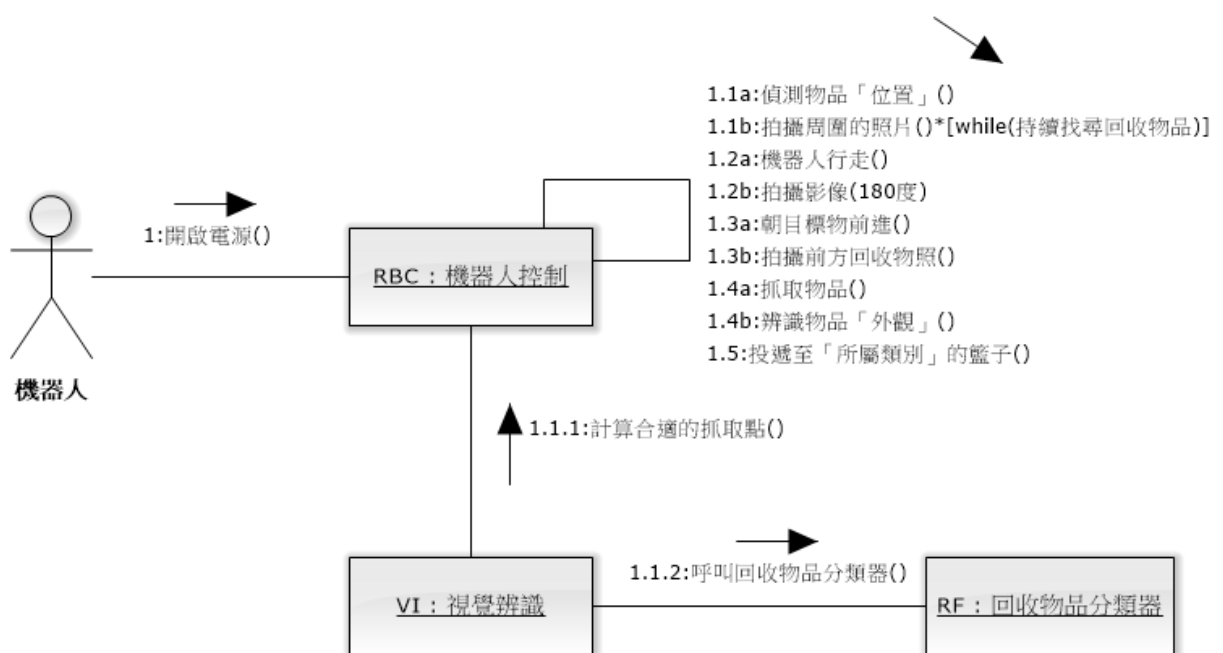 1.1a:偵測物品「位置」()
1.1b:拍攝周圍的照片()*[while(持續找尋回收物品)]
1.2a:機器人行走()
1.2b:拍攝影像(180度)
1.3a:朝目標物前進()
1.3b:拍攝前方回收物照()
1.4a:抓取物品()
1.4b:辨識物品「外觀」()
1.5:投遞至「所屬類別」的籃子()
1:開啟電源()
RBC：機器人控制
機器人
1.1.1:計算合適的抓取點()
1.1.2:呼叫回收物品分類器()
VI：視覺辨識
RF：回收物品分類器